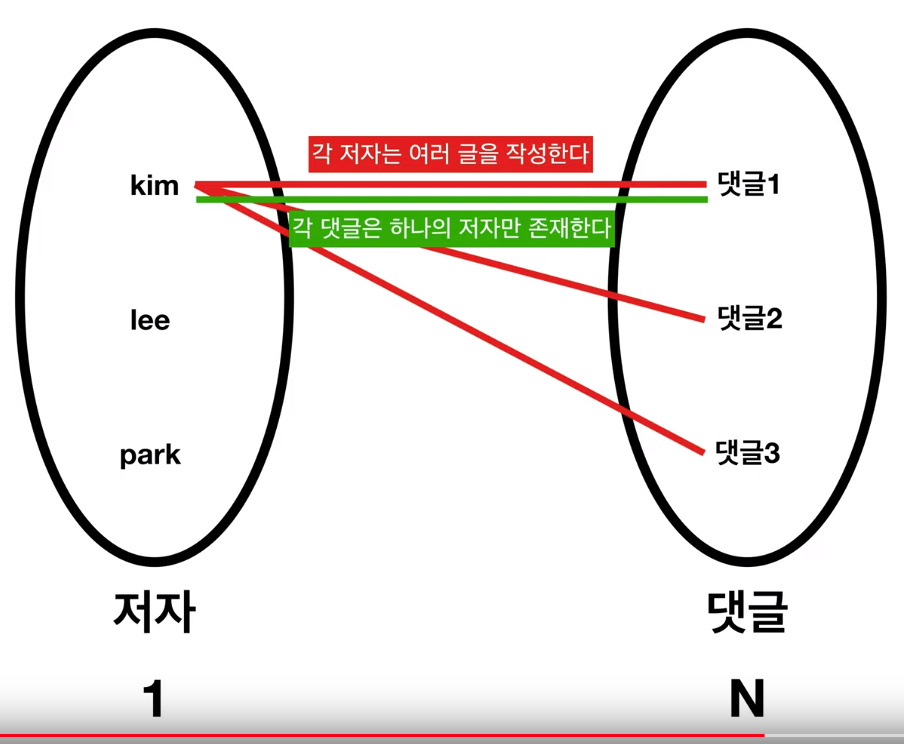 각 저자는 여러 글을 작성한다
kim
댓글1
각 댓글은 하나의 저자만 존재한다
lee
댓글2
park
댓글3
저자
댓글
1
N